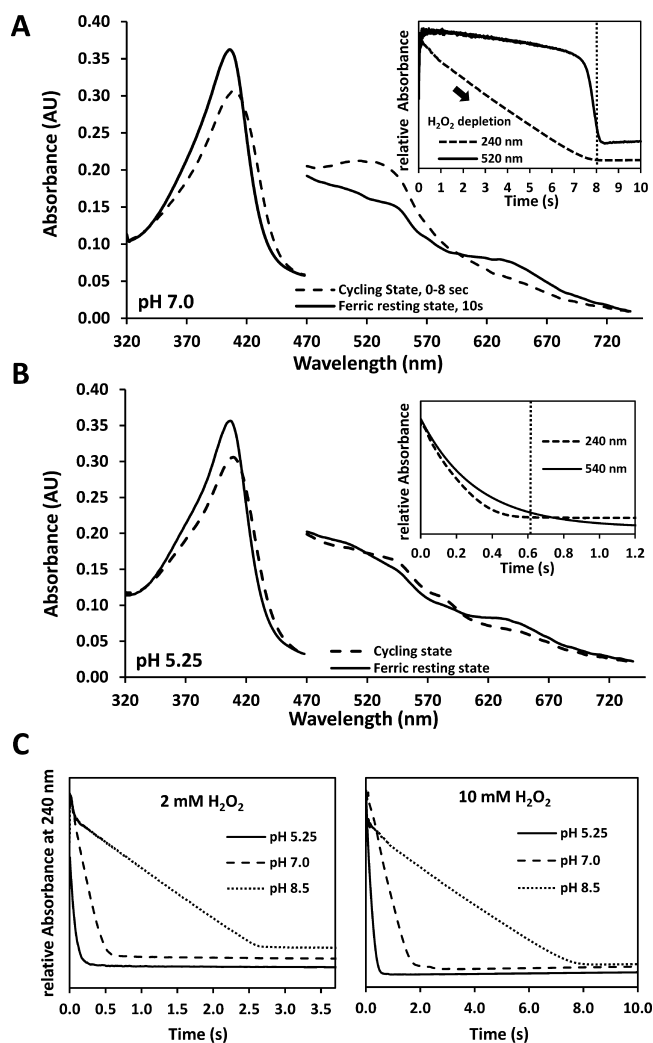 A
Absorbance (AU)
0.40
0.35
0.30
0.25
0.20
0.15
0.10
0.05
0.00
320
370
420
470
520
570
620
670
720
Wavelength (nm)
pH 7.0
Cycling State, 0-8 sec
Ferric resting state, 10s
relative Absorbance
H₂O₂ depletion
240 nm
520 nm
0 1 2 3 4 5 6 7 8 9 10
Time (s)
B
Absorbance (AU)
0.40
0.35
0.30
0.25
0.20
0.15
0.10
0.05
0.00
320
370
420
470
520
570
620
670
720
Wavelength (nm)
pH 5.25
Cycling state
Ferric resting state
relative Absorbance
240 nm
540 nm
0.0 0.2 0.4 0.6 0.8 1.0 1.2
Time (s)
C
relative Absorbance at 240 nm
2 mM H₂O₂
pH 5.25
pH 7.0
pH 8.5
0.0 0.5 1.0 1.5 2.0 2.5 3.0 3.5
Time (s)
10 mM H₂O₂
pH 5.25
pH 7.0
pH 8.5
0.0 2.0 4.0 6.0 8.0 10.0
Time (s)